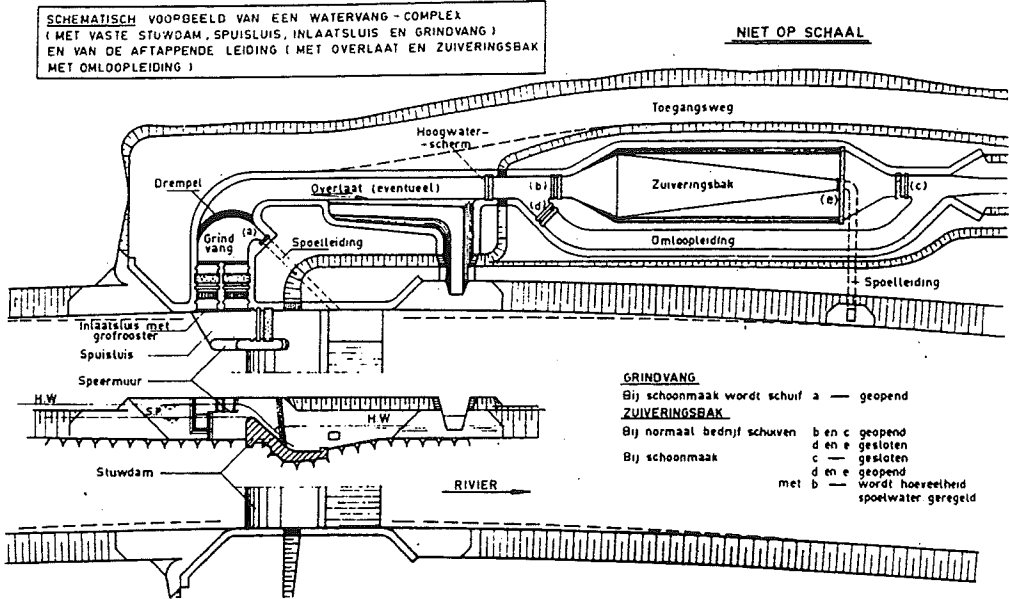 SCHEMATISCH VOORBEELD VAN EEN WATERVANG - COMPLEX
( MET VASTE STUWDAM, SPUISLUIS, INLAATSLUIS EN GRINDVANG )
EN VAN DE AFTAPPENDE LEIDING ( MET OVERLAAT EN ZUIVERINGSBAK
MET OMLOOPLEIDING )
NIET OP SCHAAL
Toegangsweg
Hoogwater-
-scherm
Drempel
Overlaat (eventueel)
(b)
(d)
Zuiveringsbak
(e)
(c)
Grind
vang
(a)
Spoelleiding
Omloopleiding
Spoelleiding
Inlaatsluis met
grofrooster
Spuisluis
Speermuur
H.W
S.P.
H.W
Stuwdam
RIVIER
GRINDVANG
Bij schoonmaak wordt schuif a — geopend
ZUIVERINGSBAK
Bij normaal bedrijf schuiven b en c geopend
d en e gesloten
Bij schoonmaak c — gesloten
d en e geopend
met b — wordt hoeveelheid
spoelwater geregeld